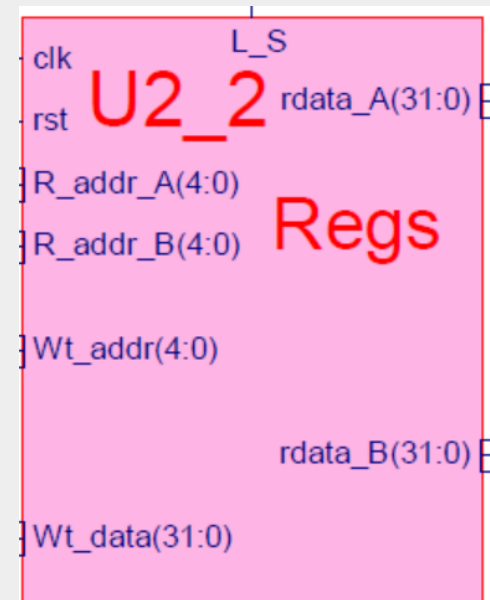 L_S
clk
U2_2
rdata_A(31:0)
rst
R_addr_A(4:0)
Regs
R_addr_B(4:0)
Wt_addr(4:0)
rdata_B(31:0)
Wt_data(31:0)